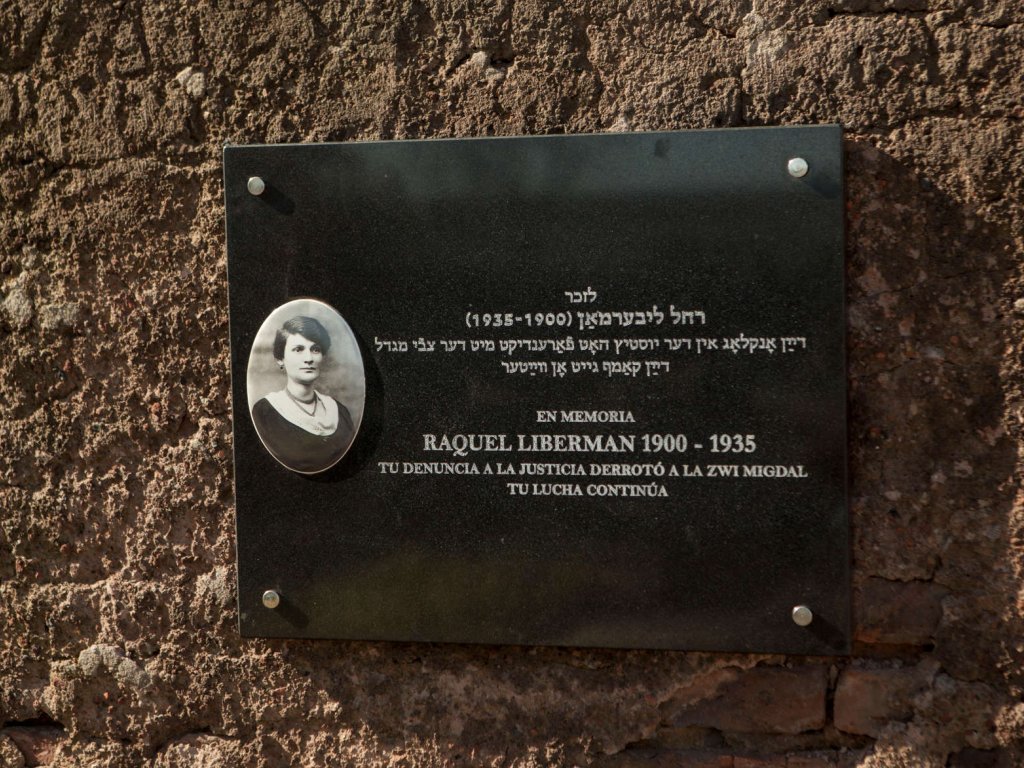 לזכר
רחל ליבערמאַן (1900-1935)
דײַן אָנקלאָג אין דער יוסטיץ האָט פֿאַרענדיקט מיט דער צבֿי מגדל
דײַן קאַמף גייט אָן ווײַטער
EN MEMORIA
RAQUEL LIBERMAN 1900 - 1935
TU DENUNCIA A LA JUSTICIA DERROTÓ A LA ZWI MIGDAL
TU LUCHA CONTINÚA